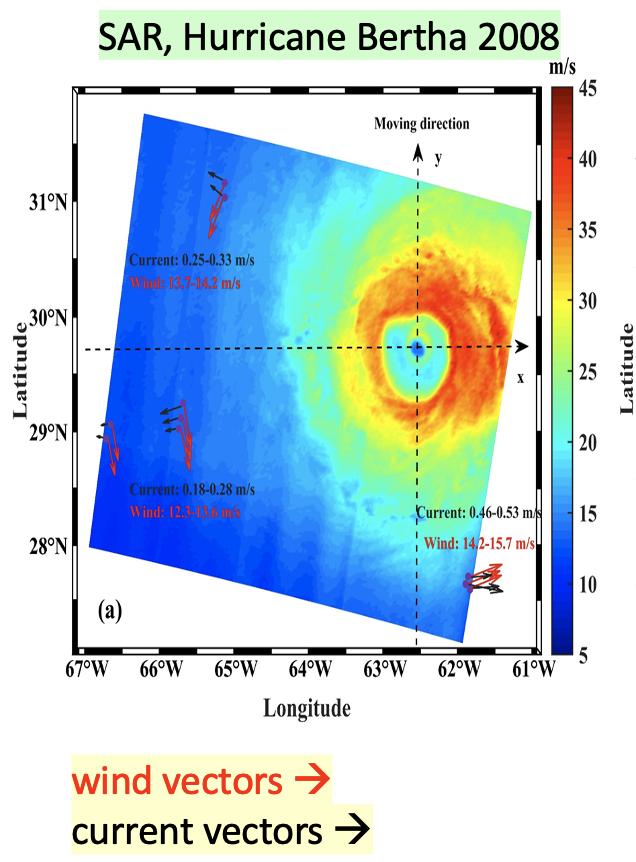 SAR, Hurricane Bertha 2008
m/s
45
40
35
30
25
20
15
10
5
Moving direction
y
x
31°N
30°N
29°N
28°N
Latitude
Latitude
Current: 0.25-0.33 m/s
Wind: 13.7-14.2 m/s
Current: 0.18-0.28 m/s
Wind: 12.3-13.6 m/s
Current: 0.46-0.53 m/s
Wind: 14.2-15.7 m/s
(a)
67°W 66°W 65°W 64°W 63°W 62°W 61°W
Longitude
wind vectors →
current vectors →